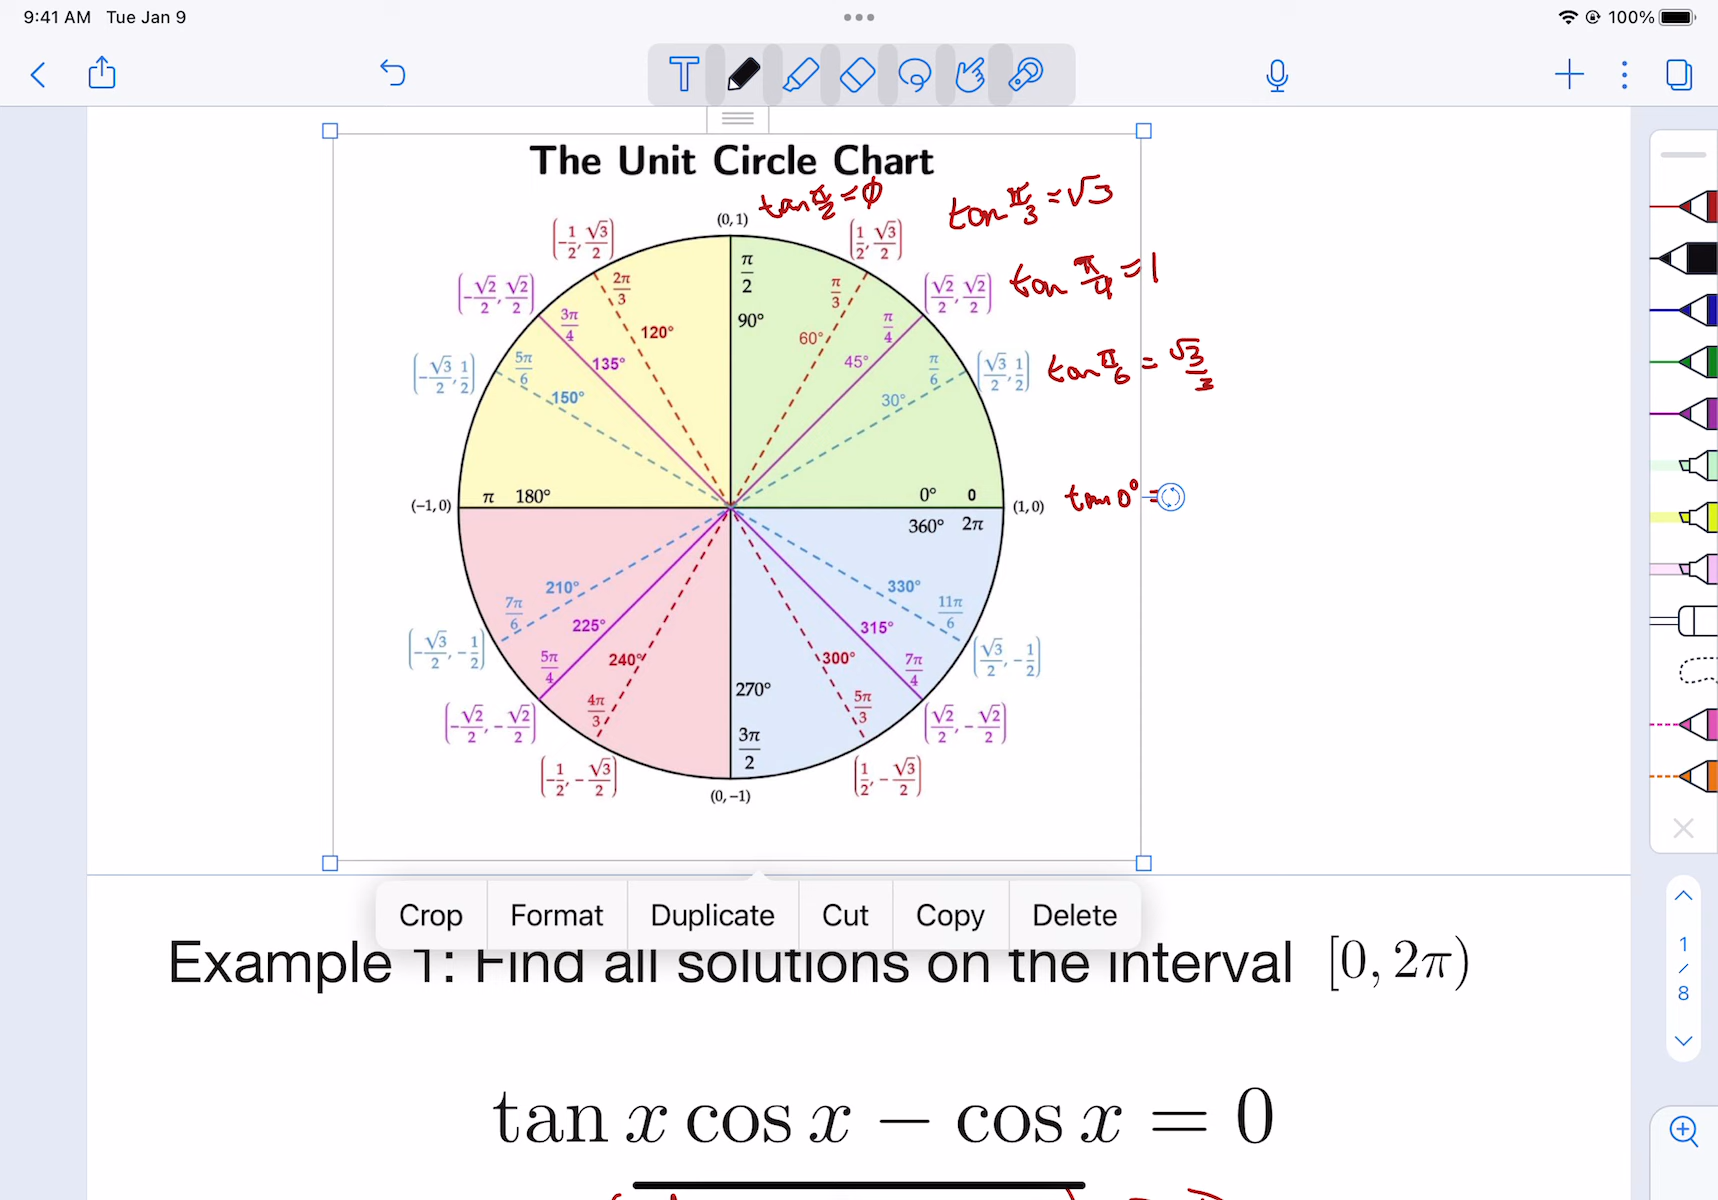 9:41 AM Tue Jan 9
100%
The Unit Circle Chart
tan π/2 = ∅
tan π/3 = √3
(0, 1)
(-1/2, √3/2)
(1/2, √3/2)
(-√2/2, √2/2)
(√2/2, √2/2)
tan π/4 = 1
π/2
2π/3
π/3
3π/4
π/4
90°
120°
60°
(-√3/2, 1/2)
5π/6
135°
45°
π/6
(√3/2, 1/2)
tan π/6 = √3/3
150°
30°
(-1, 0)
π 180°
0° 0
(1, 0)
tan 0° =
360° 2π
210°
330°
7π/6
11π/6
225°
315°
(-√3/2, -1/2)
(√3/2, -1/2)
5π/4
240°
300°
7π/4
270°
4π/3
5π/3
(-√2/2, -√2/2)
(√2/2, -√2/2)
3π/2
(-1/2, -√3/2)
(1/2, -√3/2)
(0, -1)
Crop Format Duplicate Cut Copy Delete
Example 1: Find all solutions on the interval [0, 2π)
1/8
tan x cos x − cos x = 0